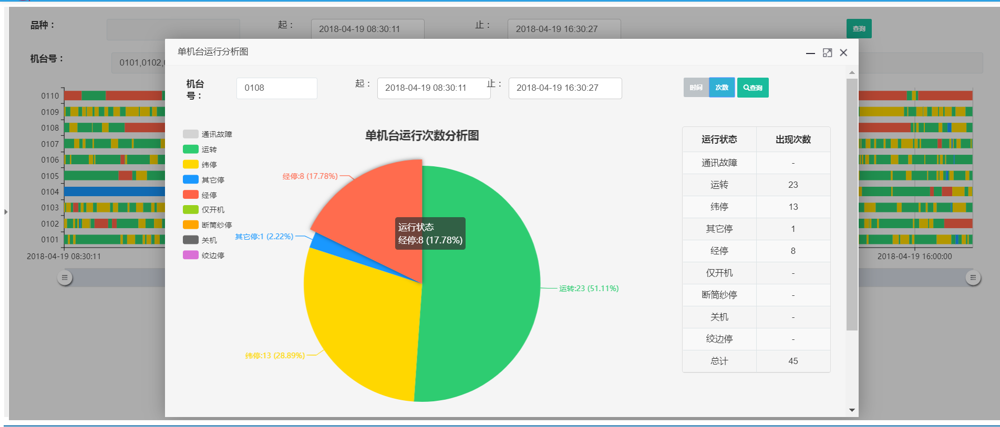 品种：
起：
2018-04-19 08:30:11
止：
2018-04-19 16:30:27
查询
机台号：
0101,0102,
单机台运行分析图
机台号：
0108
起：
2018-04-19 08:30:11
止：
2018-04-19 16:30:27
时间
次数
查询
0110
0109
0108
0107
0106
0105
0104
0103
0102
0101
2018-04-19 08:30:11
2018-04-19 16:00:00
通讯故障
运转
纬停
其它停
经停
仅开机
断筒纱停
关机
绞边停
单机台运行次数分析图
经停:8 (17.78%)
其它停:1 (2.22%)
纬停:13 (28.89%)
运转:23 (51.11%)
运行状态
经停:8 (17.78%)
运行状态 出现次数
通讯故障 -
运转 23
纬停 13
其它停 1
经停 8
仅开机 -
断筒纱停 -
关机 -
绞边停 -
总计 45